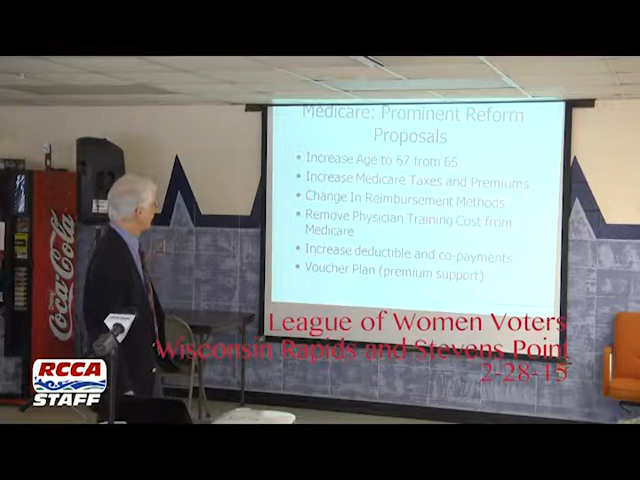 Medicare: Prominent Reform
Proposals
• Increase Age to 67 from 65
• Increase Medicare Taxes and Premiums
• Change In Reimbursement Methods
• Remove Physician Training Cost from
Medicare
• Increase deductible and co-payments
• Voucher Plan (premium support)
Coca-Cola
League of Women Voters
Wisconsin Rapids and Stevens Point
2-28-15
RCCA
STAFF